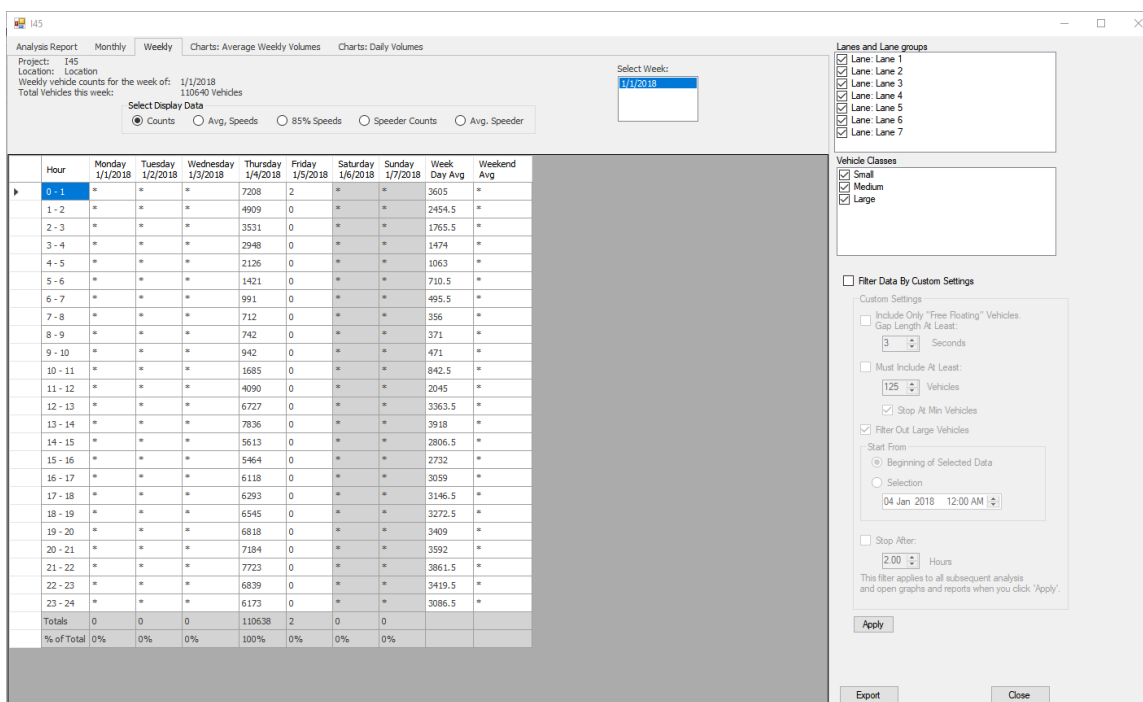 I45
Analysis Report Monthly Weekly Charts: Average Weekly Volumes Charts: Daily Volumes
Project: I45
Location: Location
Weekly vehicle counts for the week of: 1/1/2018
Total Vehicles this week: 110640 Vehicles
Select Display Data
Counts Avg, Speeds 85% Speeds Speeder Counts Avg. Speeder
Select Week:
1/1/2018
Hour Monday 1/1/2018 Tuesday 1/2/2018 Wednesday 1/3/2018 Thursday 1/4/2018 Friday 1/5/2018 Saturday 1/6/2018 Sunday 1/7/2018 Week Day Avg Weekend Avg
0 - 1 * * * 7208 2 * * 3605 *
1 - 2 * * * 4909 0 * * 2454.5 *
2 - 3 * * * 3531 0 * * 1765.5 *
3 - 4 * * * 2948 0 * * 1474 *
4 - 5 * * * 2126 0 * * 1063 *
5 - 6 * * * 1421 0 * * 710.5 *
6 - 7 * * * 991 0 * * 495.5 *
7 - 8 * * * 712 0 * * 356 *
8 - 9 * * * 742 0 * * 371 *
9 - 10 * * * 942 0 * * 471 *
10 - 11 * * * 1685 0 * * 842.5 *
11 - 12 * * * 4090 0 * * 2045 *
12 - 13 * * * 6727 0 * * 3363.5 *
13 - 14 * * * 7836 0 * * 3918 *
14 - 15 * * * 5613 0 * * 2806.5 *
15 - 16 * * * 5464 0 * * 2732 *
16 - 17 * * * 6118 0 * * 3059 *
17 - 18 * * * 6293 0 * * 3146.5 *
18 - 19 * * * 6545 0 * * 3272.5 *
19 - 20 * * * 6818 0 * * 3409 *
20 - 21 * * * 7184 0 * * 3592 *
21 - 22 * * * 7723 0 * * 3861.5 *
22 - 23 * * * 6839 0 * * 3419.5 *
23 - 24 * * * 6173 0 * * 3086.5 *
Totals 0 0 0 110638 2 0 0
% of Total 0% 0% 0% 100% 0% 0% 0%
Lanes and Lane groups
Lane: Lane 1
Lane: Lane 2
Lane: Lane 3
Lane: Lane 4
Lane: Lane 5
Lane: Lane 6
Lane: Lane 7
Vehicle Classes
Small
Medium
Large
Filter Data By Custom Settings
Custom Settings
Include Only "Free Floating" Vehicles.
Gap Length At Least:
3 Seconds
Must Include At Least:
125 Vehicles
Stop At Min Vehicles
Filter Out Large Vehicles
Start From
Beginning of Selected Data
Selection
04 Jan 2018 12:00 AM
Stop After:
2.00 Hours
This filter applies to all subsequent analysis
and open graphs and reports when you click 'Apply'.
Apply
Export Close